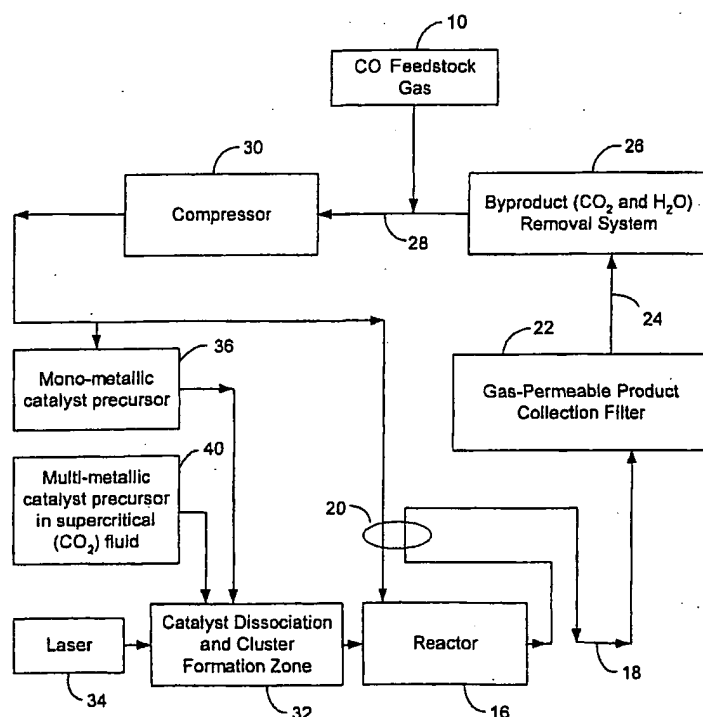 10
CO Feedstock
Gas
30
Compressor
28
26
Byproduct (CO₂ and H₂O)
Removal System
24
22
Gas-Permeable Product
Collection Filter
36
Mono-metallic
catalyst precursor
40
Multi-metallic
catalyst precursor
in supercritical
(CO₂) fluid
20
18
Laser
34
Catalyst Dissociation
and Cluster
Formation Zone
32
Reactor
16